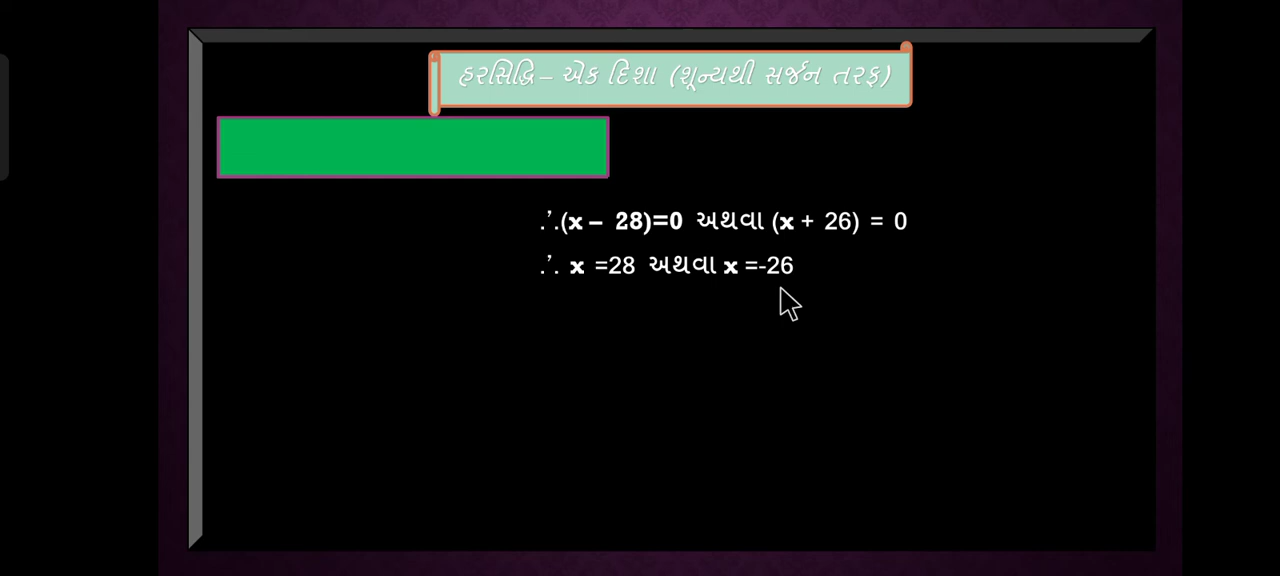 હરસિદ્ધિ – એક દિશા (શૂન્યથી સર્જન તરફ)
∴(x – 28)=0 અથવા (x + 26) = 0
∴ x =28 અથવા x =-26